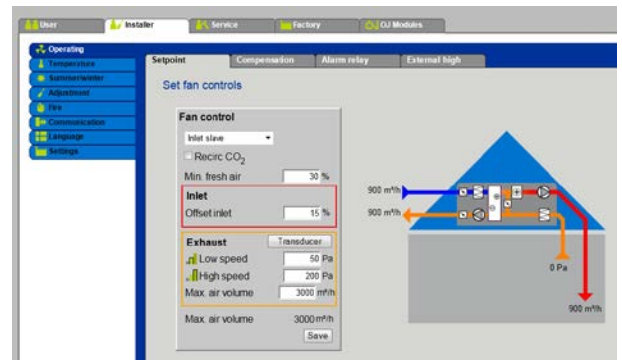 User Installer Service Factory OJ Modules
Operating
Temperature
Summer/winter
Adjustment
Fire
Communication
Language
Settings
Setpoint Compensation Alarm relay External high
Set fan controls
Fan control
Inlet slave
Recirc CO2
Min. fresh air 30 %
Inlet
Offset inlet 15 %
Exhaust Transducer
Low speed 50 Pa
High speed 200 Pa
Max. air volume 3000 m³/h
Max. air volume 3000 m³/h
Save
900 m³/h
900 m³/h
0 Pa
900 m³/h